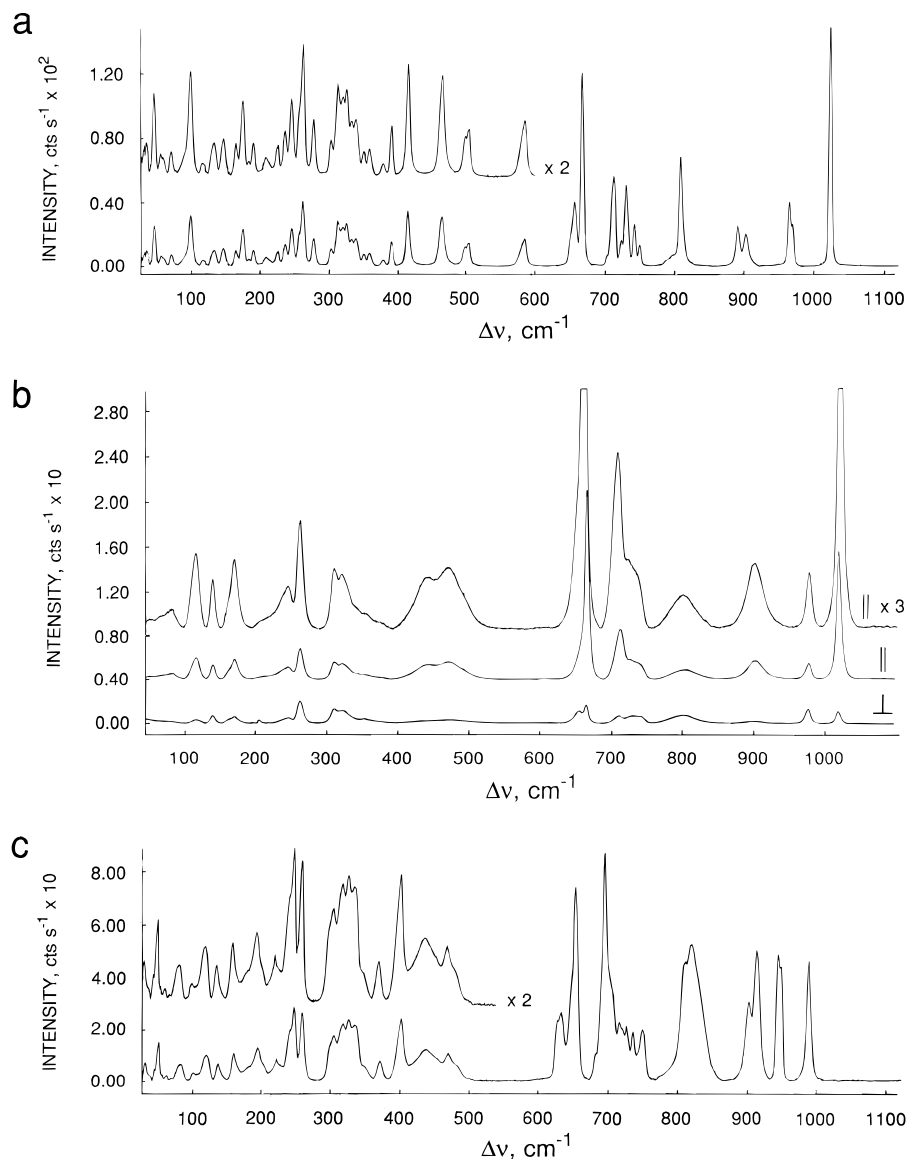 a
INTENSITY, cts s-1 x 10²
1.20
0.80
0.40
0.00
x 2
100 200 300 400 500 600 700 800 900 1000 1100
Δν, cm-1
b
INTENSITY, cts s-1 x 10
2.80
2.40
2.00
1.60
1.20
0.80
0.40
0.00
|| x 3
||
⊥
100 200 300 400 500 600 700 800 900 1000
Δν, cm-1
c
INTENSITY, cts s-1 x 10
8.00
6.00
4.00
2.00
0.00
x 2
100 200 300 400 500 600 700 800 900 1000 1100
Δν, cm-1